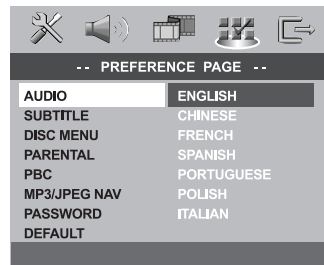 -- PREFERENCE PAGE --
AUDIO ENGLISH
SUBTITLE CHINESE
DISC MENU FRENCH
PARENTAL SPANISH
PBC PORTUGUESE
MP3/JPEG NAV POLISH
PASSWORD ITALIAN
DEFAULT